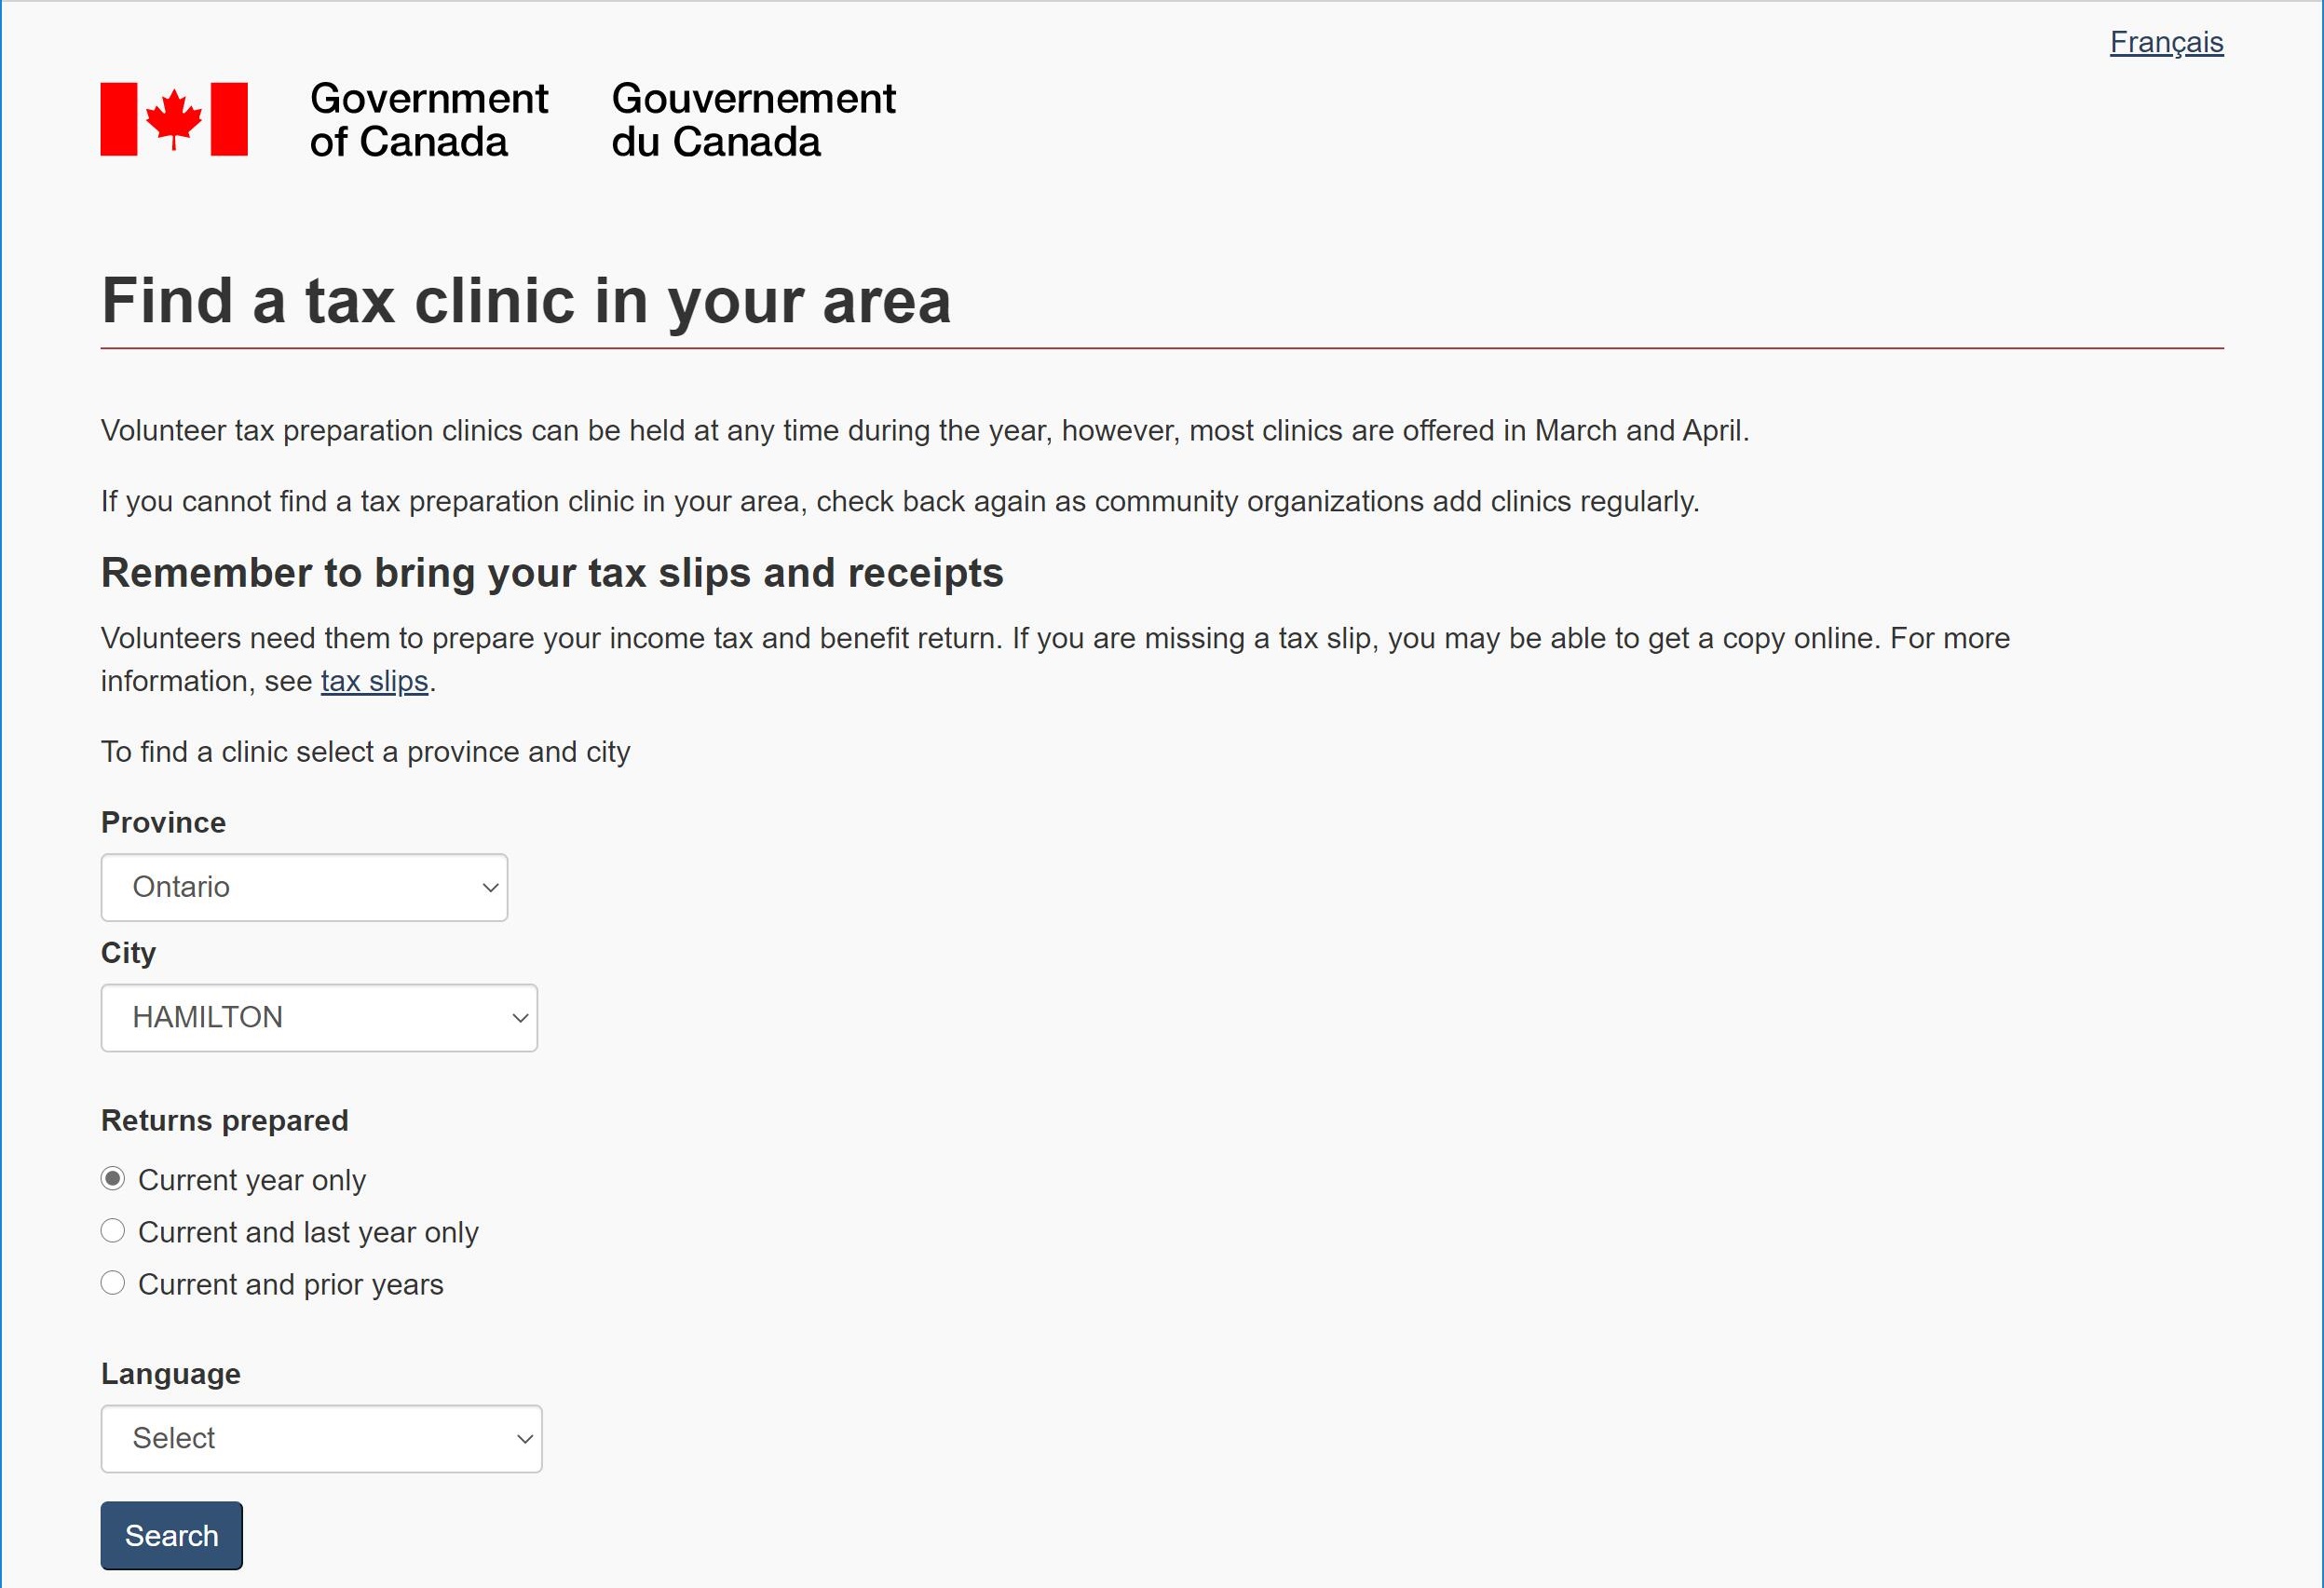 Français
Government of Canada
Gouvernement du Canada
Find a tax clinic in your area
Volunteer tax preparation clinics can be held at any time during the year, however, most clinics are offered in March and April.
If you cannot find a tax preparation clinic in your area, check back again as community organizations add clinics regularly.
Remember to bring your tax slips and receipts
Volunteers need them to prepare your income tax and benefit return. If you are missing a tax slip, you may be able to get a copy online. For more
information, see tax slips.
To find a clinic select a province and city
Province
Ontario
City
HAMILTON
Returns prepared
Current year only
Current and last year only
Current and prior years
Language
Select
Search